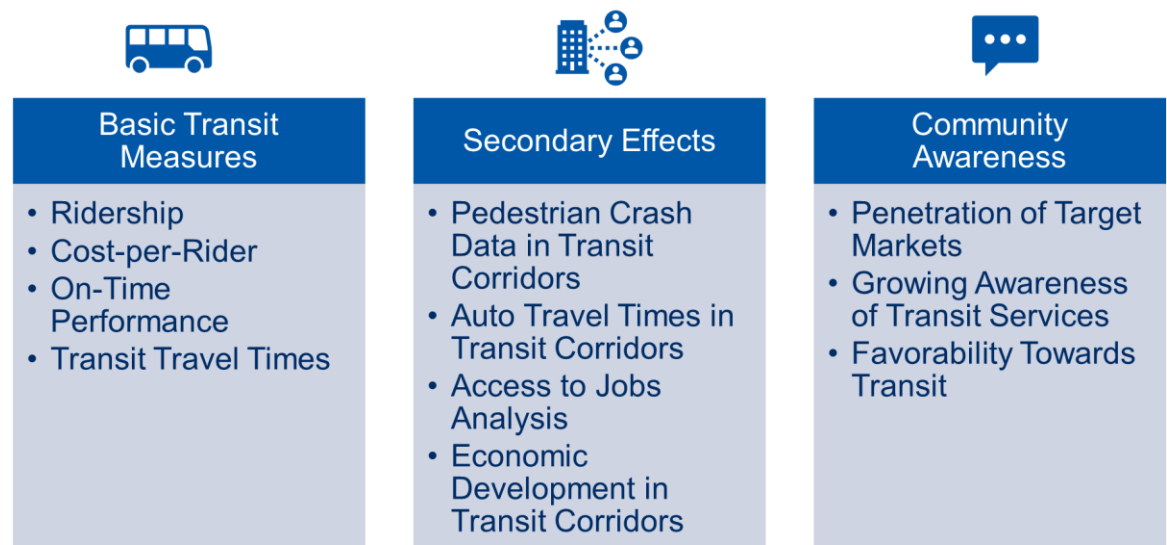 Basic Transit
Measures
• Ridership
• Cost-per-Rider
• On-Time
Performance
• Transit Travel Times
Secondary Effects
• Pedestrian Crash
Data in Transit
Corridors
• Auto Travel Times in
Transit Corridors
• Access to Jobs
Analysis
• Economic
Development in
Transit Corridors
Community
Awareness
• Penetration of Target
Markets
• Growing Awareness
of Transit Services
• Favorability Towards
Transit